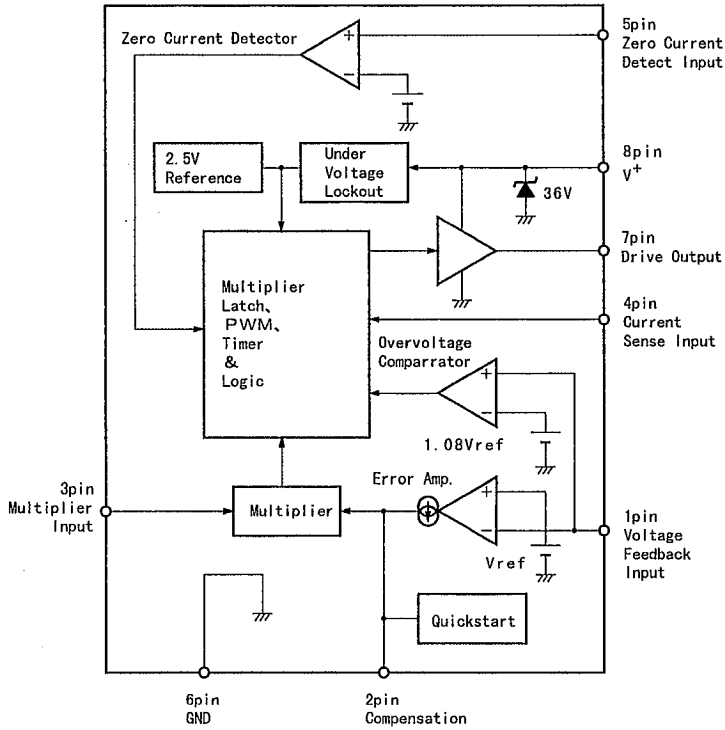 Zero Current Detector
5pin
Zero Current
Detect Input
2.5V
Reference
Under
Voltage
Lockout
8pin
V+
36V
7pin
Drive Output
Multiplier
Latch、
PWM、
Timer
&
Logic
4pin
Current
Sense Input
Overvoltage
Comparrator
1.08Vref
3pin
Multiplier
Input
Multiplier
Error Amp.
Vref
1pin
Voltage
Feedback
Input
Quickstart
6pin
GND
2pin
Compensation